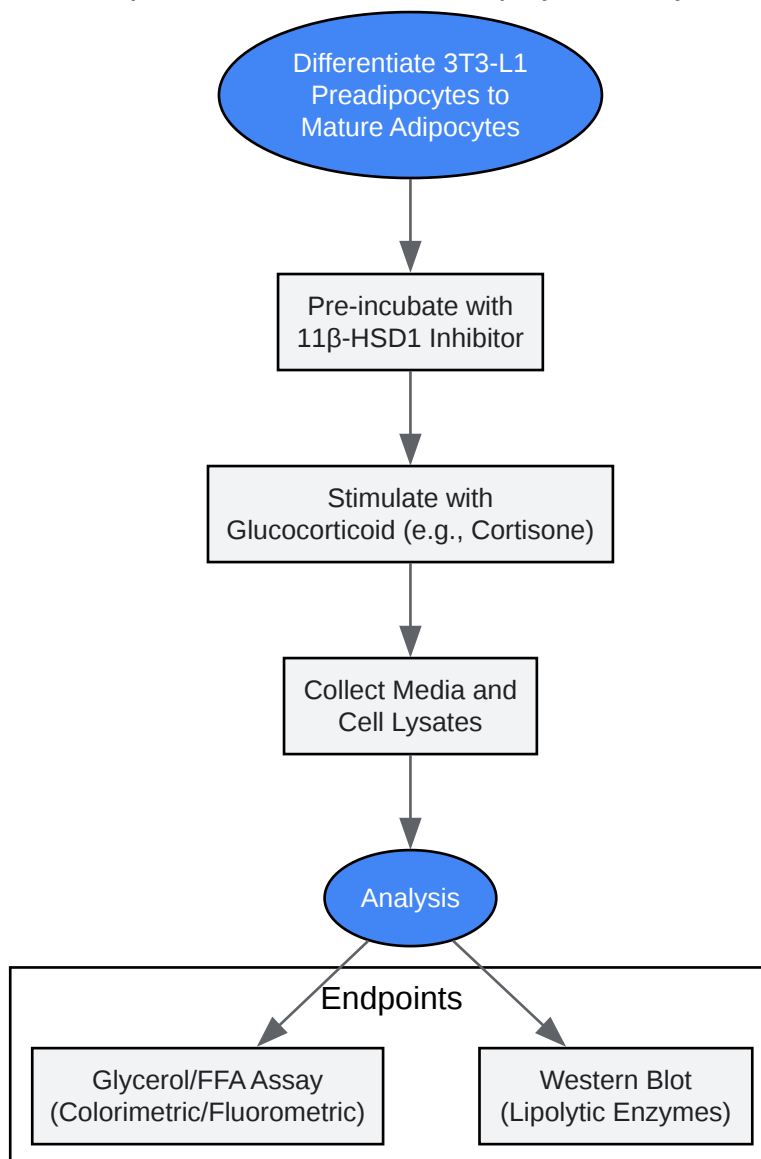 Differentiate 3T3-L1
Preadipocytes to
Mature Adipocytes
Pre-incubate with
11β-HSD1 Inhibitor
Stimulate with
Glucocorticoid (e.g., Cortisone)
Collect Media and
Cell Lysates
Analysis
Endpoints
Glycerol/FFA Assay
(Colorimetric/Fluorometric)
Western Blot
(Lipolytic Enzymes)